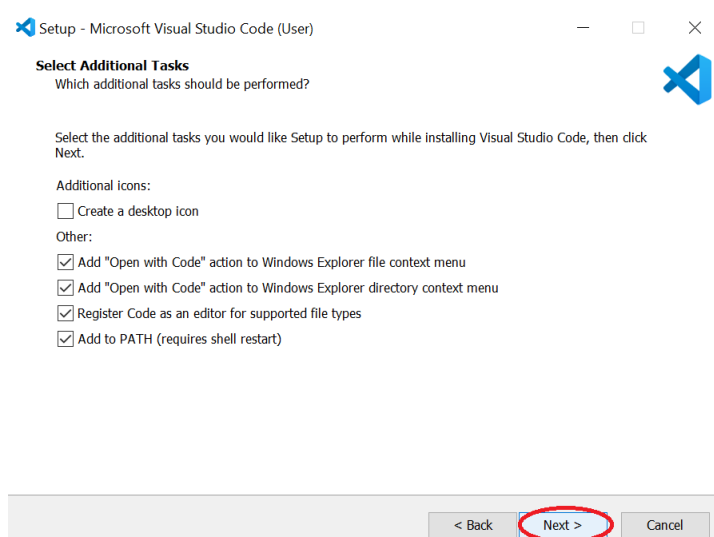 Setup - Microsoft Visual Studio Code (User)
Select Additional Tasks
Which additional tasks should be performed?
Select the additional tasks you would like Setup to perform while installing Visual Studio Code, then click
Next.
Additional icons:
Create a desktop icon
Other:
Add "Open with Code" action to Windows Explorer file context menu
Add "Open with Code" action to Windows Explorer directory context menu
Register Code as an editor for supported file types
Add to PATH (requires shell restart)
< Back Next > Cancel